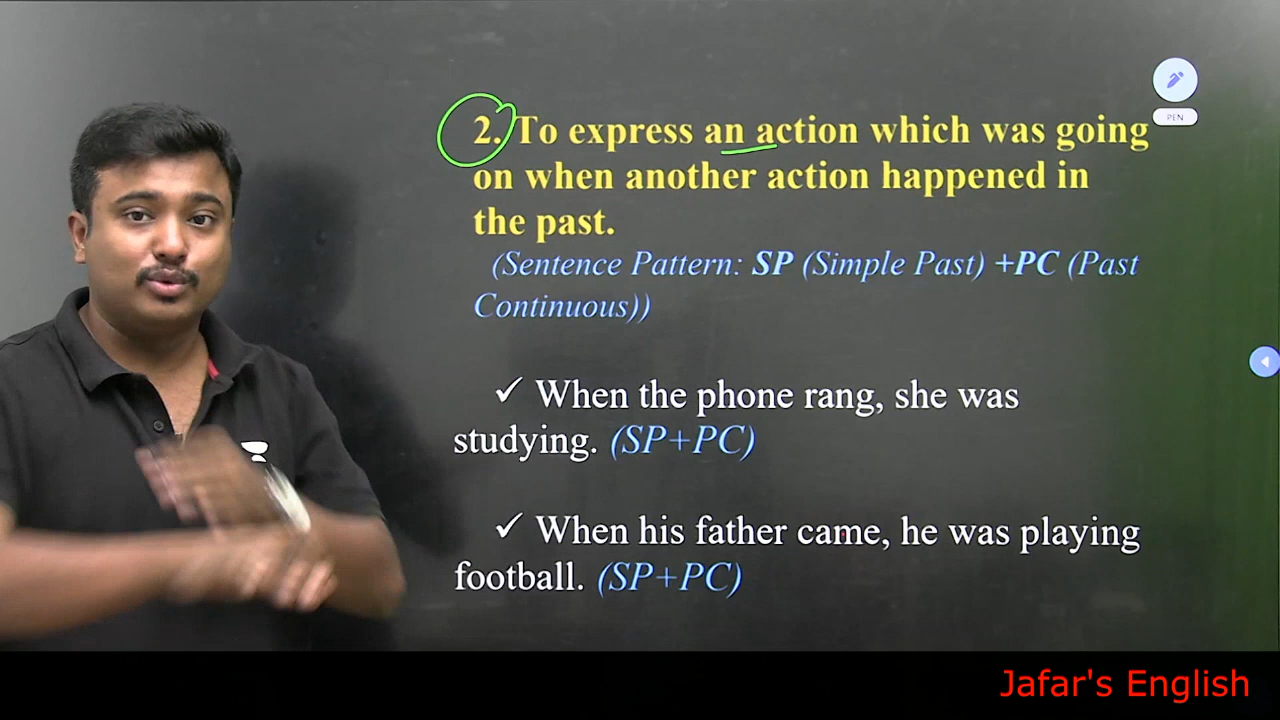 2. To express an action which was going
PEN
on when another action happened in
the past.
(Sentence Pattern: SP (Simple Past) +PC (Past
Continuous))
✓ When the phone rang, she was
studying. (SP+PC)
✓ When his father came, he was playing
football. (SP+PC)
Jafar's English